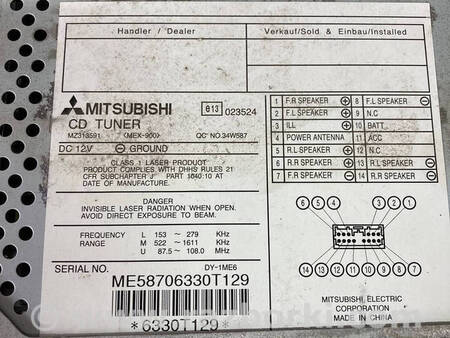 Handler / Dealer
Verkauf/Sold & Einbau/Installed
MITSUBISHI
e13 023524
CD TUNER
MZ313591 <MEX-900> QC' NO.34W587
DC 12V ⊖ GROUND
CLASS 1 LASER PRODUCT
PRODUCT COMPLIES WITH DHHS RULES 21
CFR SUBCHAPTER J PART 1040:10 AT
DATE OF MANUFACTURE.
DANGER
INVISIBLE LASER RADIATION WHEN OPEN.
AVOID DIRECT EXPOSURE TO BEAM.
FREQUENCY L 153 ~ 279 KHz
RANGE M 522 ~ 1611 KHz
U 87.5 ~ 108.0 MHz
SERIAL NO. DY-1ME6
ME58706330T129
*6330T129*
1 F.R SPEAKER ⊕ 8 F.L SPEAKER ⊖
2 F.L SPEAKER ⊕ 9 N.C
3 ILL ⊕ 10 BATT.
4 POWER ANTENNA 11 ACC
5 R.L SPEAKER ⊕ 12 N.C
6 R.R SPEAKER ⊕ 13 R.L SPEAKER ⊖
7 F.R SPEAKER ⊖ 14 R.R SPEAKER ⊖
6 5 4 3 2 1
14 13 12 11 10 9 8 7
MITSUBISHI ELECTRIC
CORPORATION
MADE IN CHINA